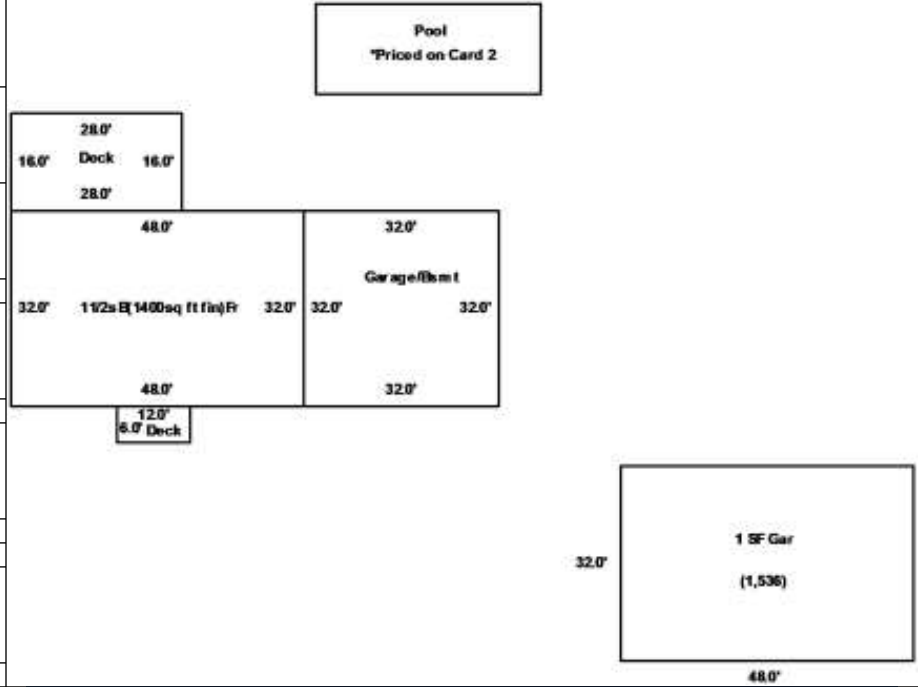 Pool
*Priced on Card 2
28.0'
16.0' Deck 16.0'
28.0'
48.0'
32.0'
Garage/Bsmt
32.0' 1 1/2s B(1400sq ft fin)Fr 32.0'
32.0' 32.0'
48.0'
32.0'
12.0'
6.0' Deck
1 SF Gar
32.0'
(1,536)
48.0'